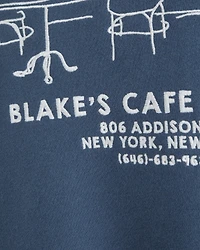 BLAKE'S CAFE
806 ADDISON
NEW YORK, NEW
(646)-683-96